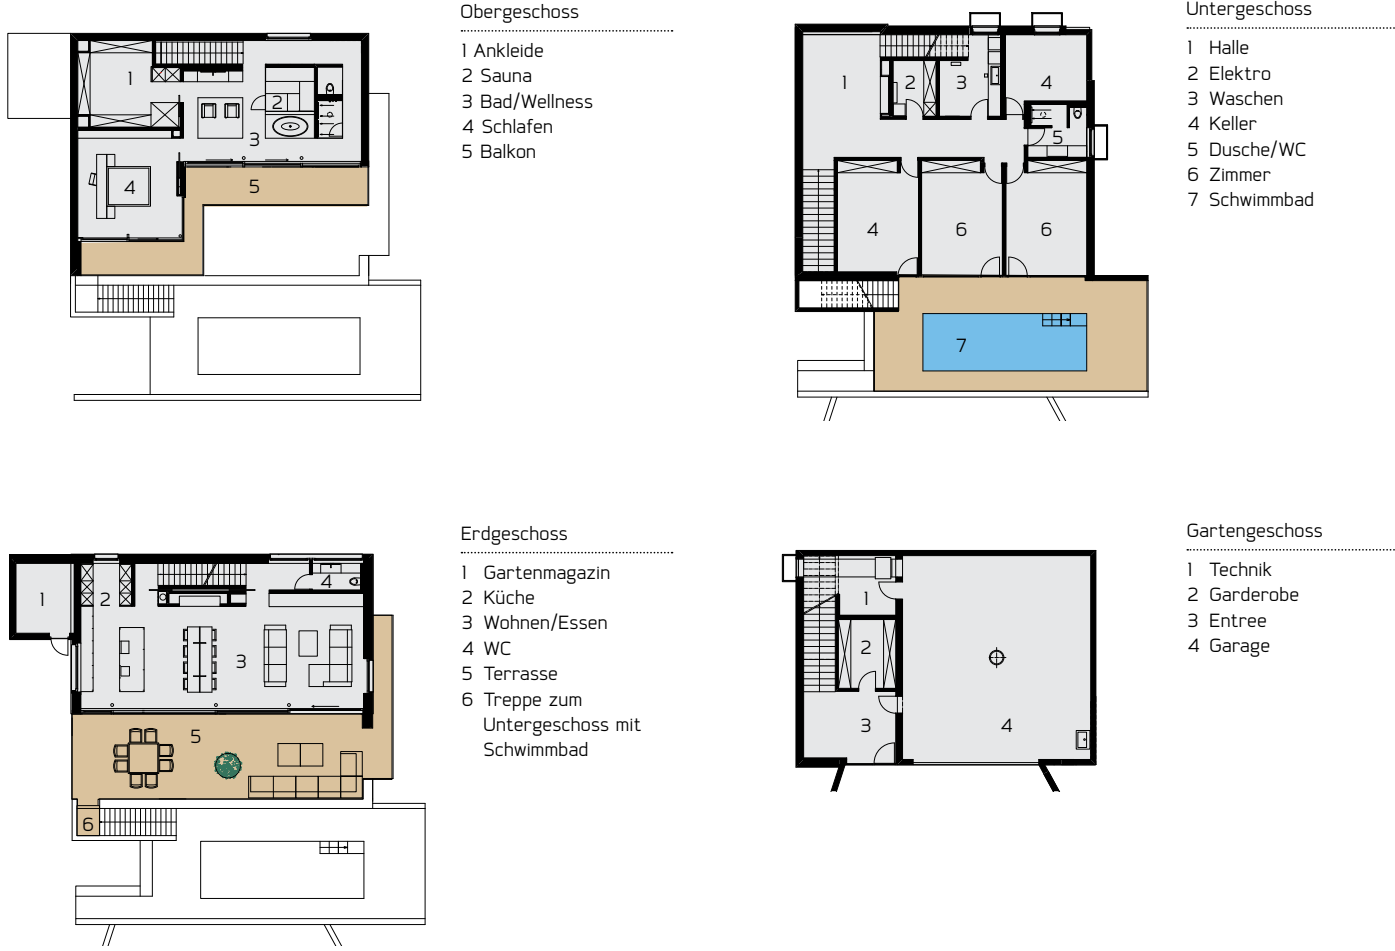 Obergeschoss
1 Ankleide
2 Sauna
3 Bad/Wellness
4 Schlafen
5 Balkon
1
2
3
4
5
Untergeschoss
1 Halle
2 Elektro
3 Waschen
4 Keller
5 Dusche/WC
6 Zimmer
7 Schwimmbad
1
2
3
4
5
4
6
6
7
Erdgeschoss
1 Gartenmagazin
2 Küche
3 Wohnen/Essen
4 WC
5 Terrasse
6 Treppe zum
Untergeschoss mit
Schwimmbad
1
2
4
3
5
6
Gartengeschoss
1 Technik
2 Garderobe
3 Entree
4 Garage
1
2
3
4